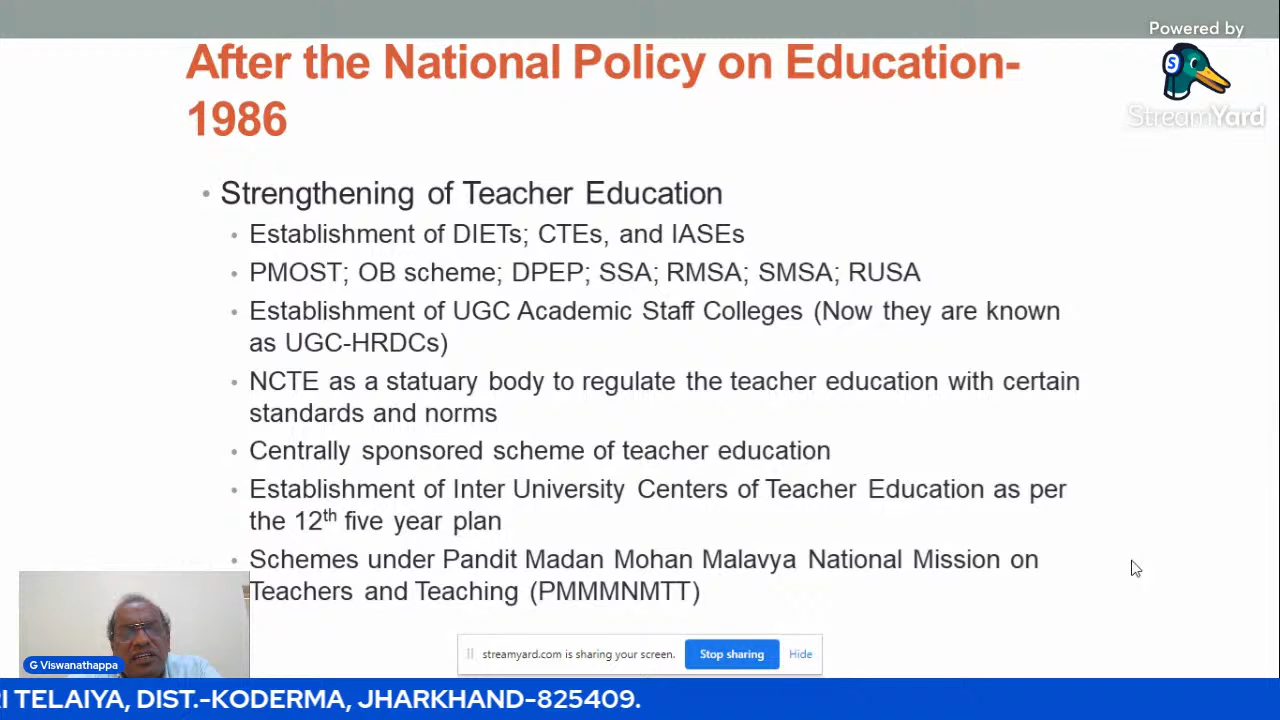 Powered by
StreamYard
After the National Policy on Education-
1986
• Strengthening of Teacher Education
• Establishment of DIETs; CTEs, and IASEs
• PMOST; OB scheme; DPEP; SSA; RMSA; SMSA; RUSA
• Establishment of UGC Academic Staff Colleges (Now they are known
as UGC-HRDCs)
• NCTE as a statuary body to regulate the teacher education with certain
standards and norms
• Centrally sponsored scheme of teacher education
• Establishment of Inter University Centers of Teacher Education as per
the 12th five year plan
• Schemes under Pandit Madan Mohan Malavya National Mission on
Teachers and Teaching (PMMMNMTT)
G Viswanathappa
streamyard.com is sharing your screen. Stop sharing Hide
RI TELAIYA, DIST.-KODERMA, JHARKHAND-825409.